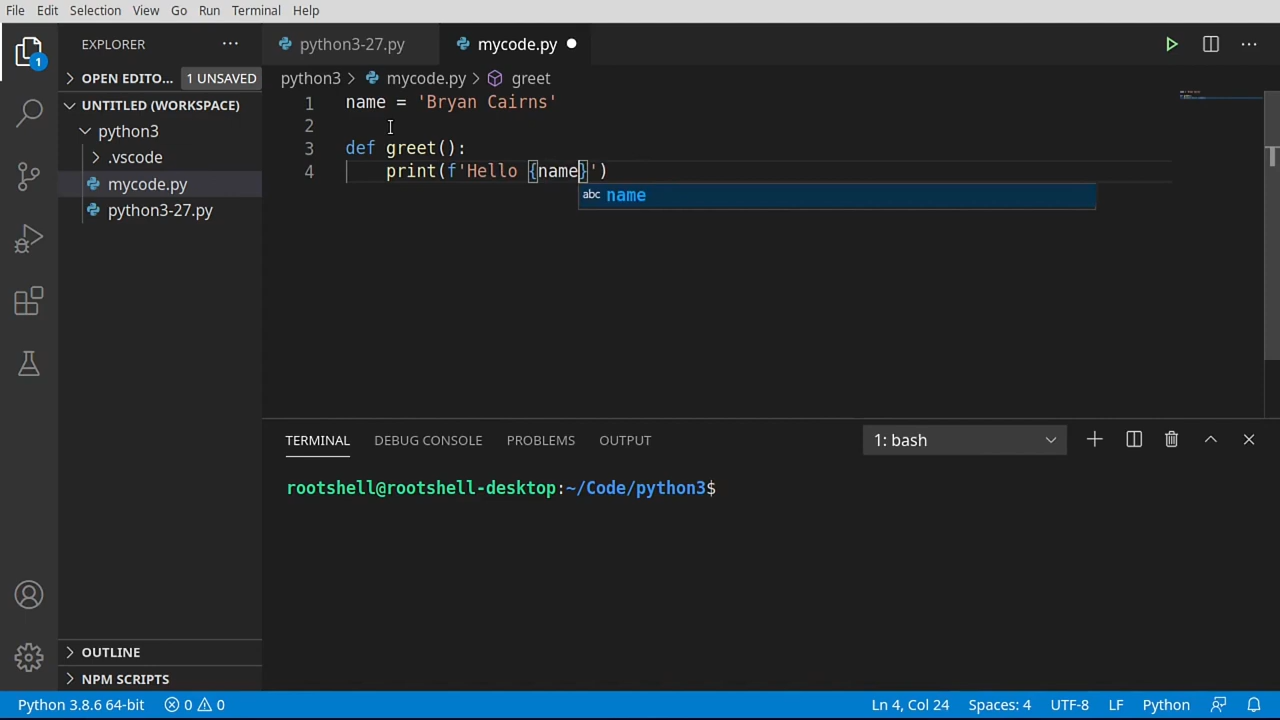 File Edit Selection View Go Run Terminal Help
EXPLORER ···
python3-27.py mycode.py
1
OPEN EDITO... 1 UNSAVED
python3 > mycode.py > greet
UNTITLED (WORKSPACE)
python3
.vscode
mycode.py
python3-27.py
1 name = 'Bryan Cairns'
2
3 def greet():
4 print(f'Hello {name}')
abc name
TERMINAL DEBUG CONSOLE PROBLEMS OUTPUT 1: bash
rootshell@rootshell-desktop:~/Code/python3$
OUTLINE
NPM SCRIPTS
Python 3.8.6 64-bit 0 0 Ln 4, Col 24 Spaces: 4 UTF-8 LF Python